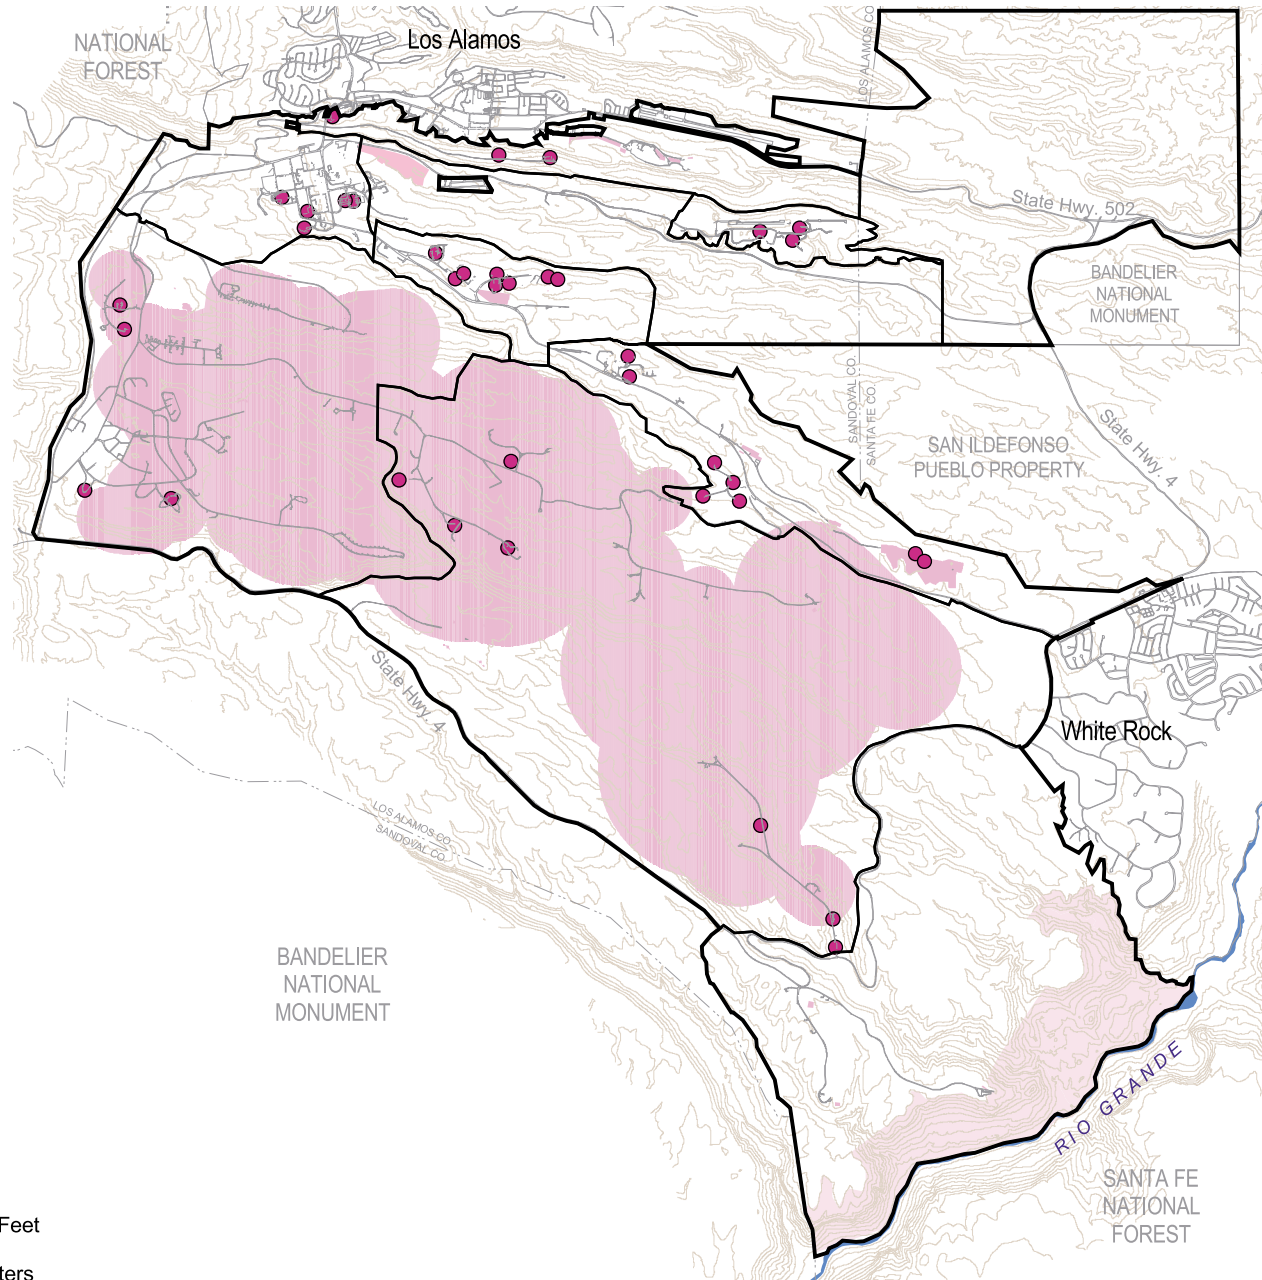 NATIONAL
FOREST
Los Alamos
LOS ALAMOS CO.
State Hwy. 502
BANDELIER
NATIONAL
MONUMENT
SANDOVAL CO.
SANTA FE CO.
State Hwy. 4
SAN ILDEFONSO
PUEBLO PROPERTY
State Hwy. 4
White Rock
LOS ALAMOS CO.
SANDOVAL CO.
BANDELIER
NATIONAL
MONUMENT
RIO GRANDE
SANTA FE
NATIONAL
FOREST
Feet
ters